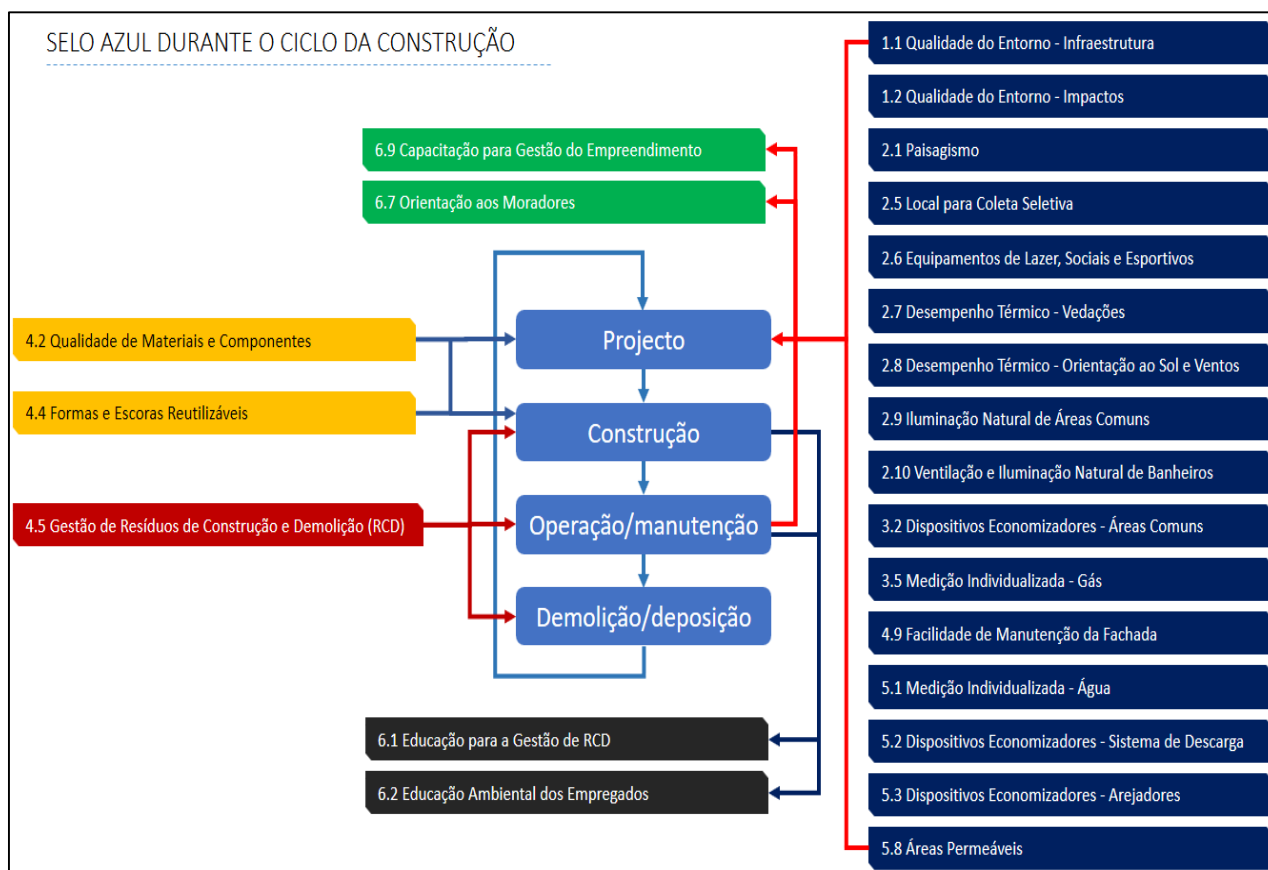 SELO AZUL DURANTE O CICLO DA CONSTRUÇÃO
6.9 Capacitação para Gestão do Empreendimento
6.7 Orientação aos Moradores
4.2 Qualidade de Materiais e Componentes
4.4 Formas e Escoras Reutilizáveis
4.5 Gestão de Resíduos de Construção e Demolição (RCD)
Projecto
Construção
Operação/manutenção
Demolição/deposição
6.1 Educação para a Gestão de RCD
6.2 Educação Ambiental dos Empregados
1.1 Qualidade do Entorno - Infraestrutura
1.2 Qualidade do Entorno - Impactos
2.1 Paisagismo
2.5 Local para Coleta Seletiva
2.6 Equipamentos de Lazer, Sociais e Esportivos
2.7 Desempenho Térmico - Vedações
2.8 Desempenho Térmico - Orientação ao Sol e Ventos
2.9 Iluminação Natural de Áreas Comuns
2.10 Ventilação e Iluminação Natural de Banheiros
3.2 Dispositivos Economizadores - Áreas Comuns
3.5 Medição Individualizada - Gás
4.9 Facilidade de Manutenção da Fachada
5.1 Medição Individualizada - Água
5.2 Dispositivos Economizadores - Sistema de Descarga
5.3 Dispositivos Economizadores - Arejadores
5.8 Áreas Permeáveis